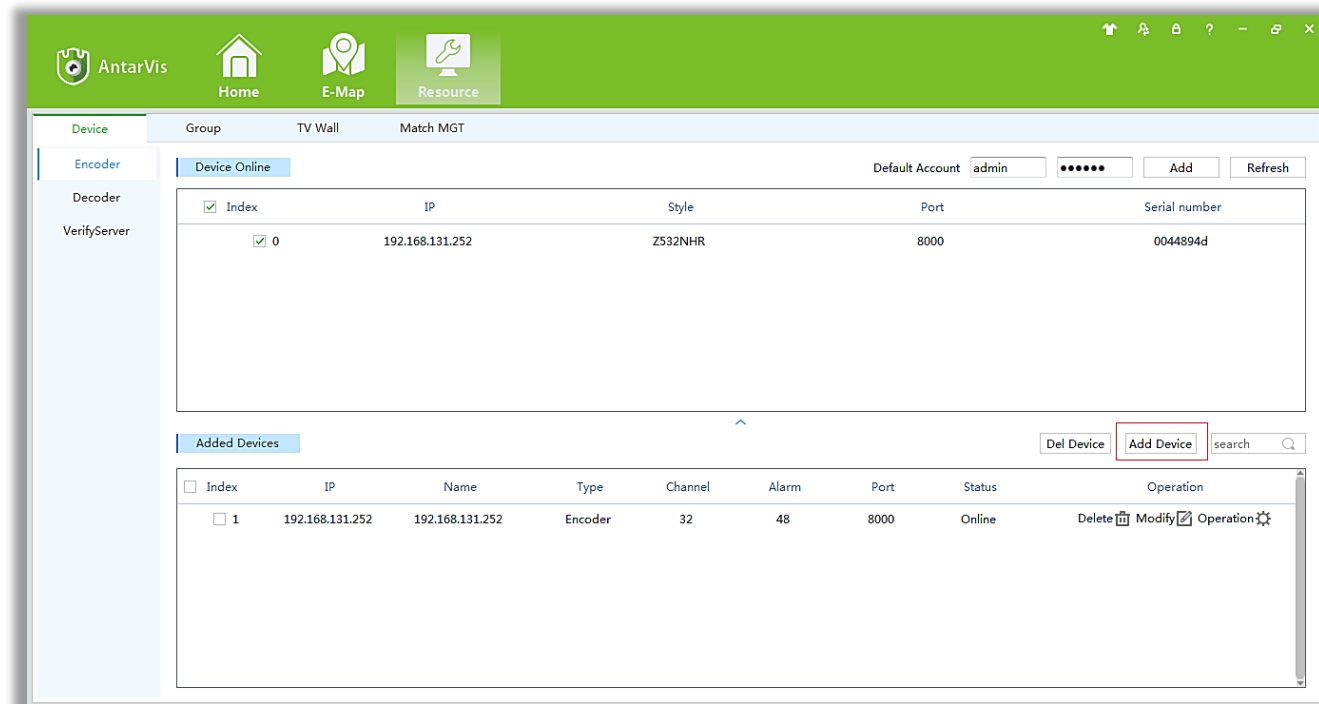 AntarVis
Home E-Map Resource
?
Device Group TV Wall Match MGT
Encoder
Decoder
VerifyServer
Device Online Default Account admin ●●●●●● Add Refresh
Index IP Style Port Serial number
0 192.168.131.252 Z532NHR 8000 0044894d
Added Devices Del Device Add Device search
Index IP Name Type Channel Alarm Port Status Operation
1 192.168.131.252 192.168.131.252 Encoder 32 48 8000 Online Delete Modify Operation